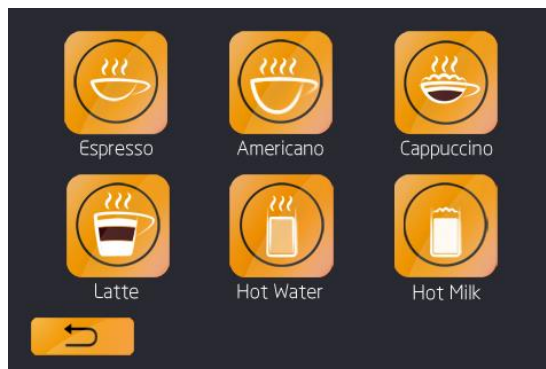 Espresso
Americano
Cappuccino
Latte
Hot Water
Hot Milk